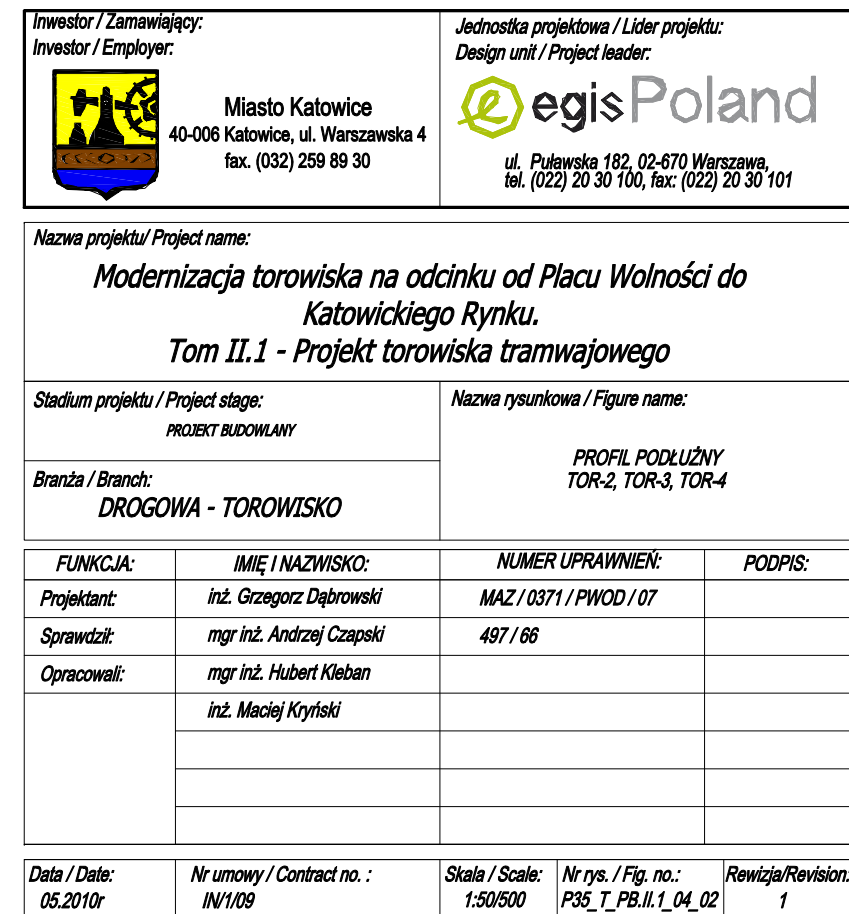 Inwestor / Zamawiający:
Investor / Employer:
Miasto Katowice
40-006 Katowice, ul. Warszawska 4
fax. (032) 259 89 30
Jednostka projektowa / Lider projektu:
Design unit / Project leader:
e egis Poland
ul. Puławska 182, 02-670 Warszawa,
tel. (022) 20 30 100, fax: (022) 20 30 101
Nazwa projektu/ Project name:
Modernizacja torowiska na odcinku od Placu Wolności do
Katowickiego Rynku.
Tom II.1 - Projekt torowiska tramwajowego
Stadium projektu / Project stage:
PROJEKT BUDOWLANY
Branża / Branch:
DROGOWA - TOROWISKO
Nazwa rysunkowa / Figure name:
PROFIL PODŁUŻNY
TOR-2, TOR-3, TOR-4
FUNKCJA: IMIĘ I NAZWISKO: NUMER UPRAWNIEŃ: PODPIS:
Projektant: inż. Grzegorz Dąbrowski MAZ / 0371 / PWOD / 07
Sprawdził: mgr inż. Andrzej Czapski 497 / 66
Opracowali: mgr inż. Hubert Kleban
inż. Maciej Kryński
Data / Date: Nr umowy / Contract no. : Skala / Scale: Nr rys. / Fig. no.: Rewizja/Revision:
05.2010r IN/1/09 1:50/500 P35_T_PB.II.1_04_02 1